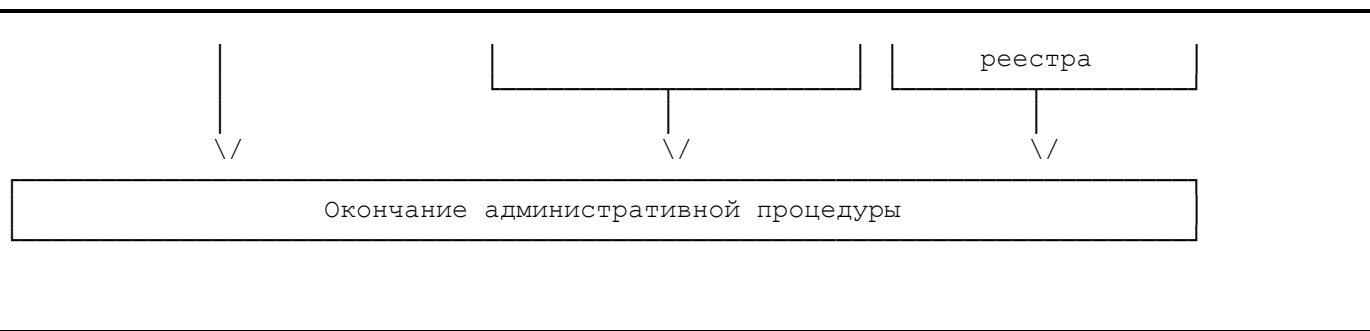 реестра
\/ \/ \/
Окончание административной процедуры